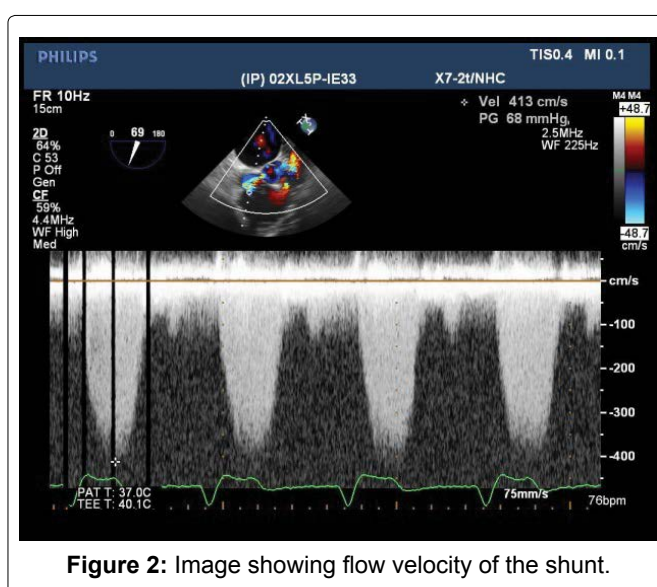 PHILIPS
TIS0.4 MI 0.1
(IP) 02XL5P-IE33 X7-2t/NHC
FR 10Hz
15cm
2D
64%
C 53
P Off
Gen
CF
59%
4.4MHz
WF High
Med
0 69 180
Vel 413 cm/s
PG 68 mmHg,
2.5MHz
WF 225Hz
M4 M4
+48.7
-48.7
cm/s
cm/s
-100
-200
-300
-400
PAT T: 37.0C
TEE T: 40.1C
75mm/s
76bpm
Figure 2: Image showing flow velocity of the shunt.